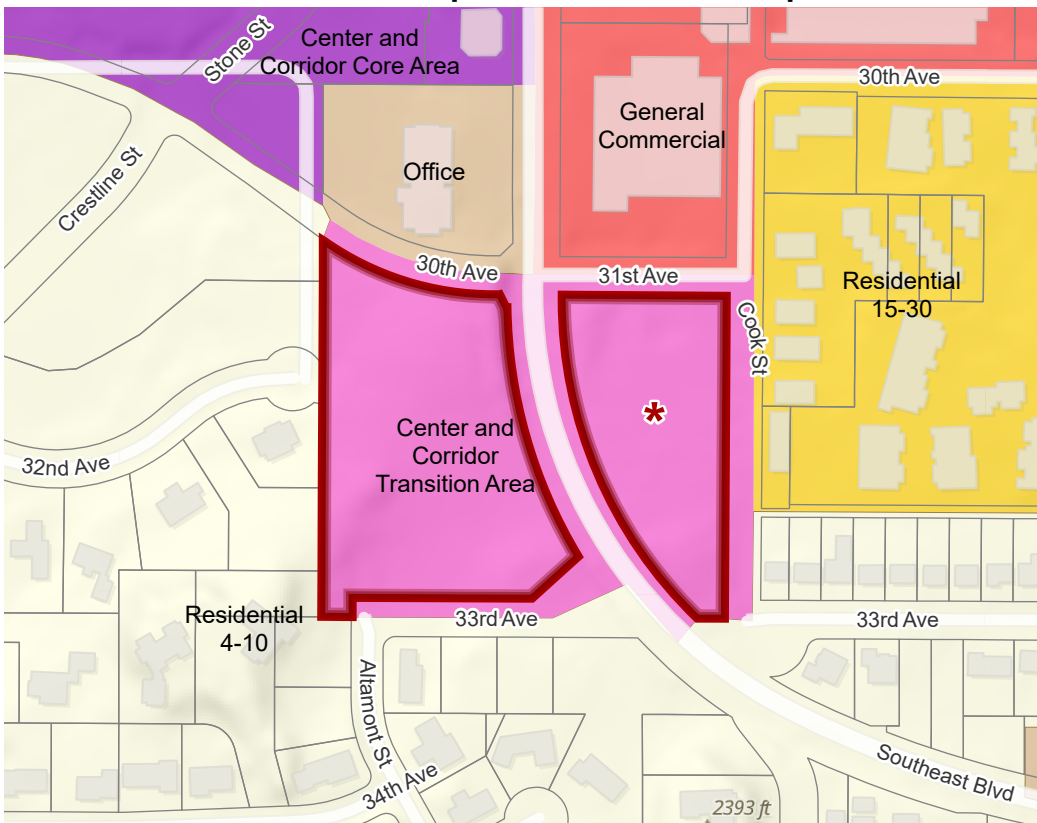 Stone St
Center and
Corridor Core Area
30th Ave
General
Commercial
Crestline St
Office
30th Ave
31st Ave
Residential
15-30
Cook St
*
Center and
Corridor
Transition Area
32nd Ave
Residential
4-10
33rd Ave
33rd Ave
Altamont St
34th Ave
Southeast Blvd
2393 ft